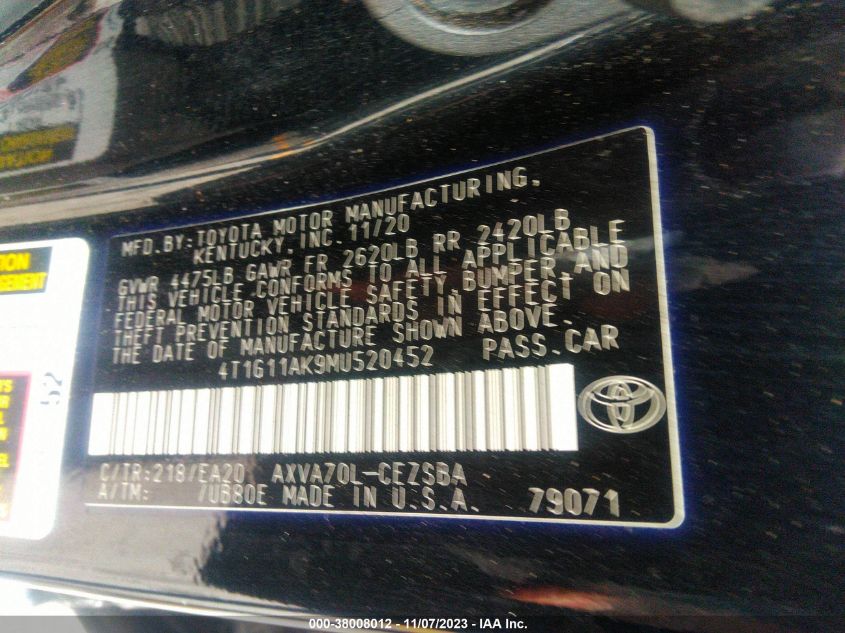 MFD.BY: TOYOTA MOTOR MANUFACTURING,
KENTUCKY, INC. 11/20
GVWR 4475LB GAWR FR 2620LB RR 2420LB
THIS VEHICLE CONFORMS TO ALL APPLICABLE
FEDERAL MOTOR VEHICLE SAFETY, BUMPER, AND
THEFT PREVENTION STANDARDS IN EFFECT ON
THE DATE OF MANUFACTURE SHOWN ABOVE.
4T1G11AK9MU520452 PASS.CAR
C/TR:218/EA20 AXVA70L-CEZSBA
A/TM: /UB80E MADE IN U.S.A. 79071
52
000-38008012 - 11/07/2023 - IAA Inc.